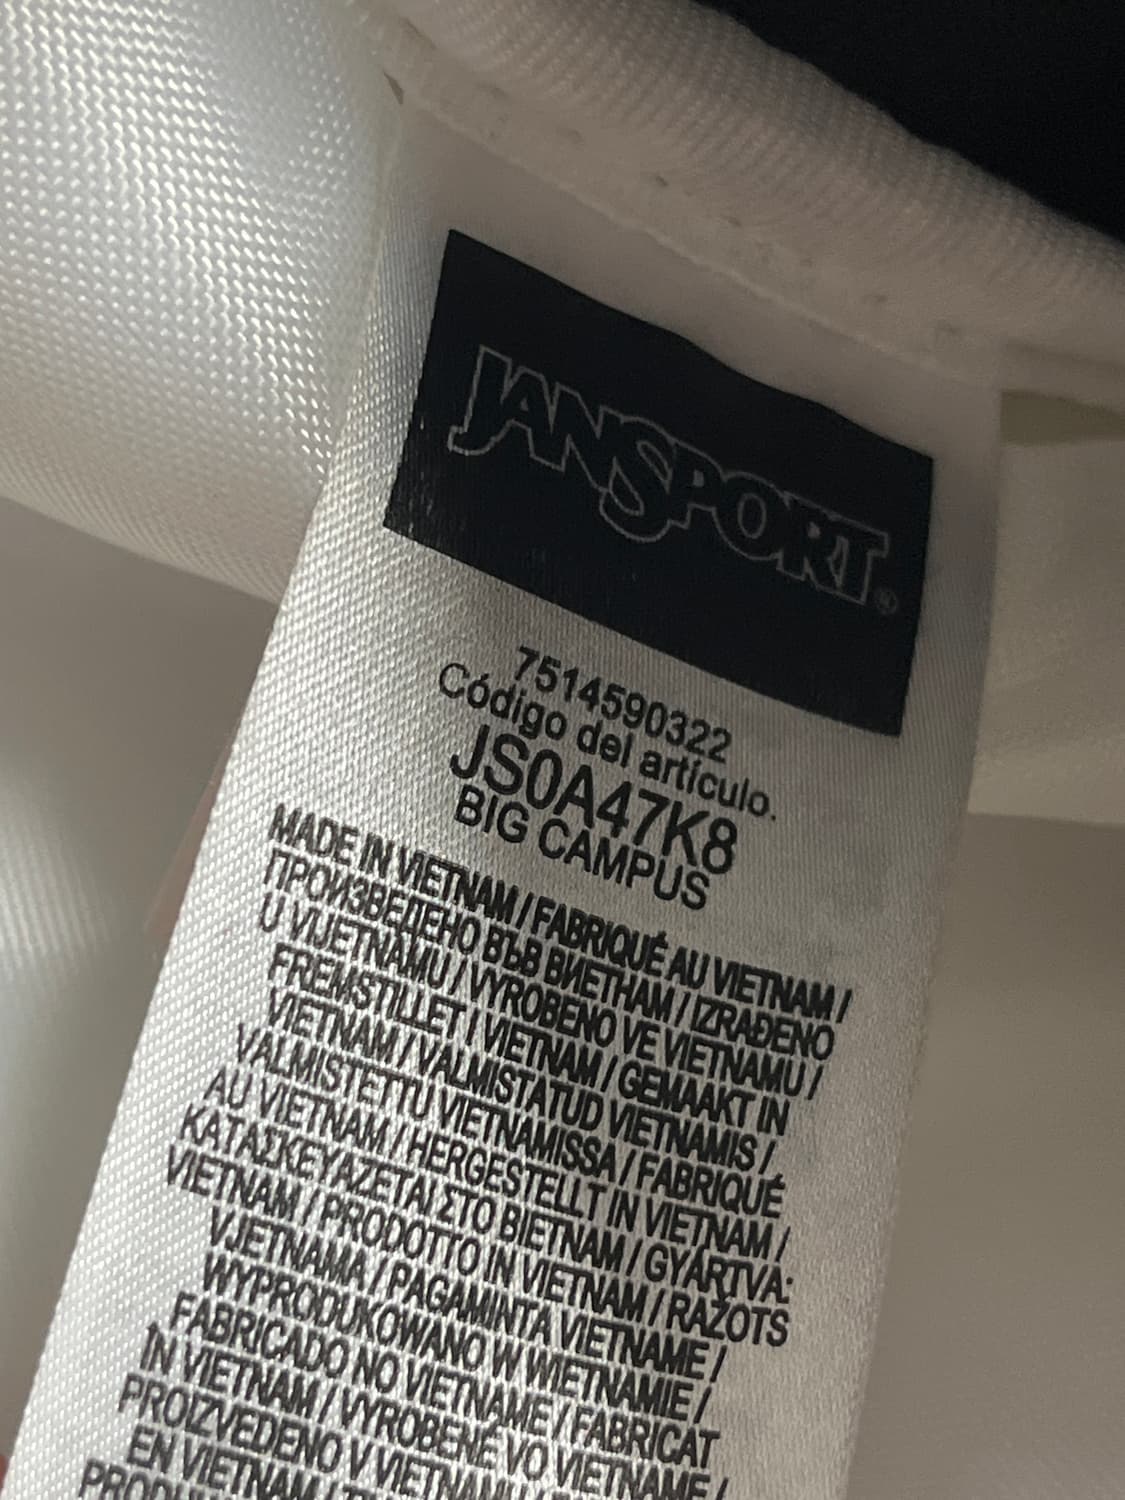 JANSPORT®
7514590322
Código del artículo.
JS0A47K8
BIG CAMPUS
MADE IN VIETNAM / FABRIQUÉ AU VIETNAM /
ПРОИЗВЕДЕНО ВЪВ ВИЕТНАМ / IZRAĐENO
U VIJETNAMU / VYROBENO VE VIETNAMU /
FREMSTILLET I VIETNAM / GEMAAKT IN
VIETNAM / VALMISTATUD VIETNAMIS /
VALMISTETTU VIETNAMISSA / FABRIQUÉ
AU VIETNAM / HERGESTELLT IN VIETNAM /
ΚΑΤΑΣΚΕΥΑΖΕΤΑΙ ΣΤΟ ΒΙΕΤΝΑΜ / GYÁRTVA:
VIETNAM / PRODOTTO IN VIETNAM / RAŽOTS
VJETNAMA / PAGAMINTA VIETNAME /
WYPRODUKOWANO W WIETNAMIE /
FABRICADO NO VIETNAME / FABRICAT
IN VIETNAM / VYROBENÉ VO VIETNAME /
PROIZVEDENO V VIETNAMU
EN VIETNAM /